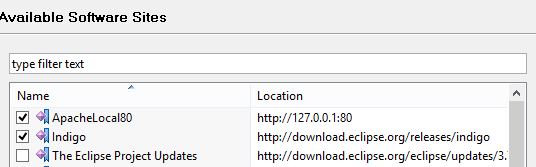 Available Software Sites
type filter text
Name Location
ApacheLocal80 http://127.0.0.1:80
Indigo http://download.eclipse.org/releases/indigo
The Eclipse Project Updates http://download.eclipse.org/eclipse/updates/3.